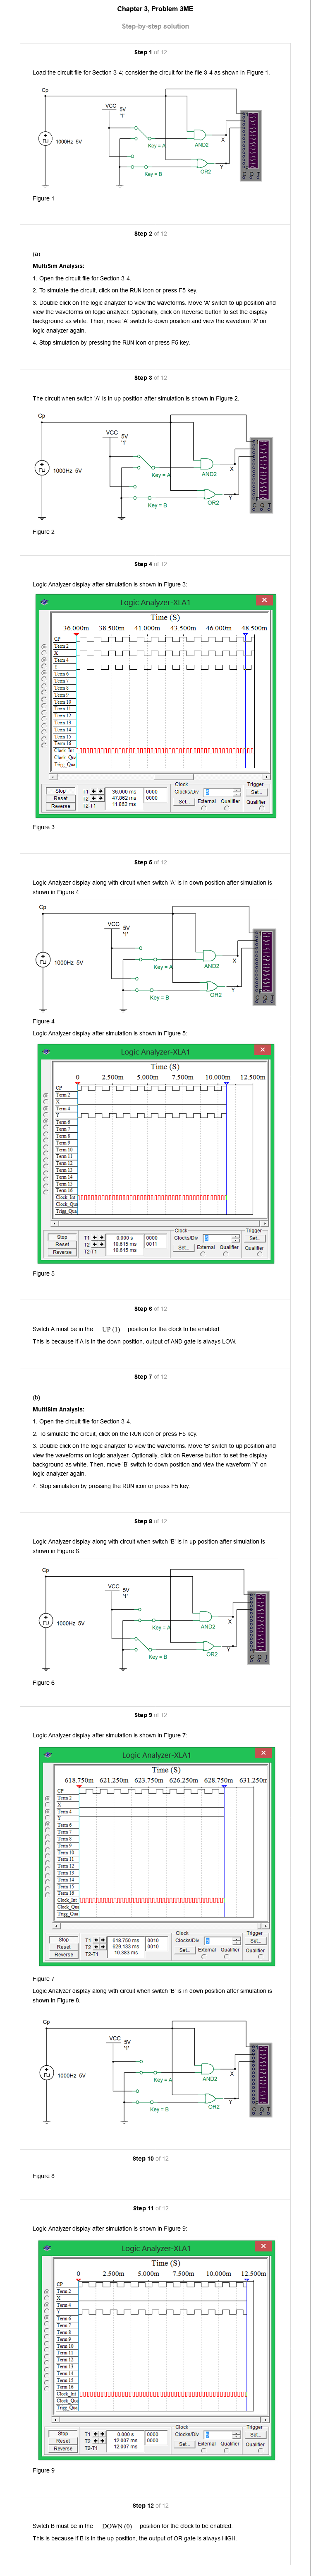 Chapter 3, Problem 3ME
Step-by-step solution
Step 1 of 12
Load the circuit file for Section 3-4; consider the circuit for the file 3-4 as shown in Figure 1.
Cp
VCC
5V
'1'
1000Hz 5V
Key = A
AND2
X
OR2
Y
Key = B
C Q T
Figure 1
Step 2 of 12
(a)
MultiSim Analysis:
1. Open the circuit file for Section 3-4.
2. To simulate the circuit, click on the RUN icon or press F5 key.
3. Double click on the logic analyzer to view the waveforms. Move 'A' switch to up position and
view the waveforms on logic analyzer. Optionally, click on Reverse button to set the display
background as white. Then, move 'A' switch to down position and view the waveform 'X' on
logic analyzer again.
4. Stop simulation by pressing the RUN icon or press F5 key.
Step 3 of 12
The circuit when switch 'A' is in up position after simulation is shown in Figure 2.
Cp
VCC
5V
'1'
1000Hz 5V
Key = A
AND2
X
OR2
Y
Key = B
C Q T
Figure 2
Step 4 of 12
Logic Analyzer display after simulation is shown in Figure 3:
Logic Analyzer-XLA1
Time (S)
36.000m 38.500m 41.000m 43.500m 46.000m 48.500m
CP
Term 2
X
Term 4
Y
Term 6
Term 7
Term 8
Term 9
Term 10
Term 11
Term 12
Term 13
Term 14
Term 15
Term 16
Clock_Int
Clock_Qua
Trigg_Qua
Stop
Reset
Reverse
T1 36.000 ms 0000
T2 47.862 ms 0000
T2-T1 11.862 ms
Clock
Clocks/Div
Set... External Qualifier
Trigger
Set...
Qualifier
Figure 3
Step 5 of 12
Logic Analyzer display along with circuit when switch 'A' is in down position after simulation is
shown in Figure 4:
Cp
VCC
5V
'1'
1000Hz 5V
Key = A
AND2
X
OR2
Y
Key = B
C Q T
Figure 4
Logic Analyzer display after simulation is shown in Figure 5:
Logic Analyzer-XLA1
Time (S)
0 2.500m 5.000m 7.500m 10.000m 12.500m
CP
Term 2
X
Term 4
Y
Term 6
Term 7
Term 8
Term 9
Term 10
Term 11
Term 12
Term 13
Term 14
Term 15
Term 16
Clock_Int
Clock_Qua
Trigg_Qua
Stop
Reset
Reverse
T1 0.000 s 0000
T2 10.615 ms 0011
T2-T1 10.615 ms
Clock
Clocks/Div
Set... External Qualifier
Trigger
Set...
Qualifier
Figure 5
Step 6 of 12
Switch A must be in the UP (1) position for the clock to be enabled.
This is because if A is in the down position, output of AND gate is always LOW.
Step 7 of 12
(b)
MultiSim Analysis:
1. Open the circuit file for Section 3-4.
2. To simulate the circuit, click on the RUN icon or press F5 key.
3. Double click on the logic analyzer to view the waveforms. Move 'B' switch to up position and
view the waveforms on logic analyzer. Optionally, click on Reverse button to set the display
background as white. Then, move 'B' switch to down position and view the waveform 'Y' on
logic analyzer again.
4. Stop simulation by pressing the RUN icon or press F5 key.
Step 8 of 12
Logic Analyzer display along with circuit when switch 'B' is in up position after simulation is
shown in Figure 6.
Cp
VCC
5V
'1'
1000Hz 5V
Key = A
AND2
X
OR2
Y
Key = B
C Q T
Figure 6
Step 9 of 12
Logic Analyzer display after simulation is shown in Figure 7:
Logic Analyzer-XLA1
Time (S)
618.750m 621.250m 623.750m 626.250m 628.750m 631.250m
CP
Term 2
X
Term 4
Y
Term 6
Term 7
Term 8
Term 9
Term 10
Term 11
Term 12
Term 13
Term 14
Term 15
Term 16
Clock_Int
Clock_Qua
Trigg_Qua
Stop
Reset
Reverse
T1 618.750 ms 0010
T2 629.133 ms 0010
T2-T1 10.383 ms
Clock
Clocks/Div
Set... External Qualifier
Trigger
Set...
Qualifier
Figure 7
Logic Analyzer display along with circuit when switch 'B' is in down position after simulation is
shown in Figure 8.
Cp
VCC
5V
'1'
1000Hz 5V
Key = A
AND2
X
OR2
Y
Key = B
C Q T
Step 10 of 12
Figure 8
Step 11 of 12
Logic Analyzer display after simulation is shown in Figure 9:
Logic Analyzer-XLA1
Time (S)
0 2.500m 5.000m 7.500m 10.000m 12.500m
CP
Term 2
X
Term 4
Y
Term 6
Term 7
Term 8
Term 9
Term 10
Term 11
Term 12
Term 13
Term 14
Term 15
Term 16
Clock_Int
Clock_Qua
Trigg_Qua
Stop
Reset
Reverse
T1 0.000 s 0000
T2 12.007 ms 0000
T2-T1 12.007 ms
Clock
Clocks/Div
Set... External Qualifier
Trigger
Set...
Qualifier
Figure 9
Step 12 of 12
Switch B must be in the DOWN (0) position for the clock to be enabled.
This is because if B is in the up position, the output of OR gate is always HIGH.